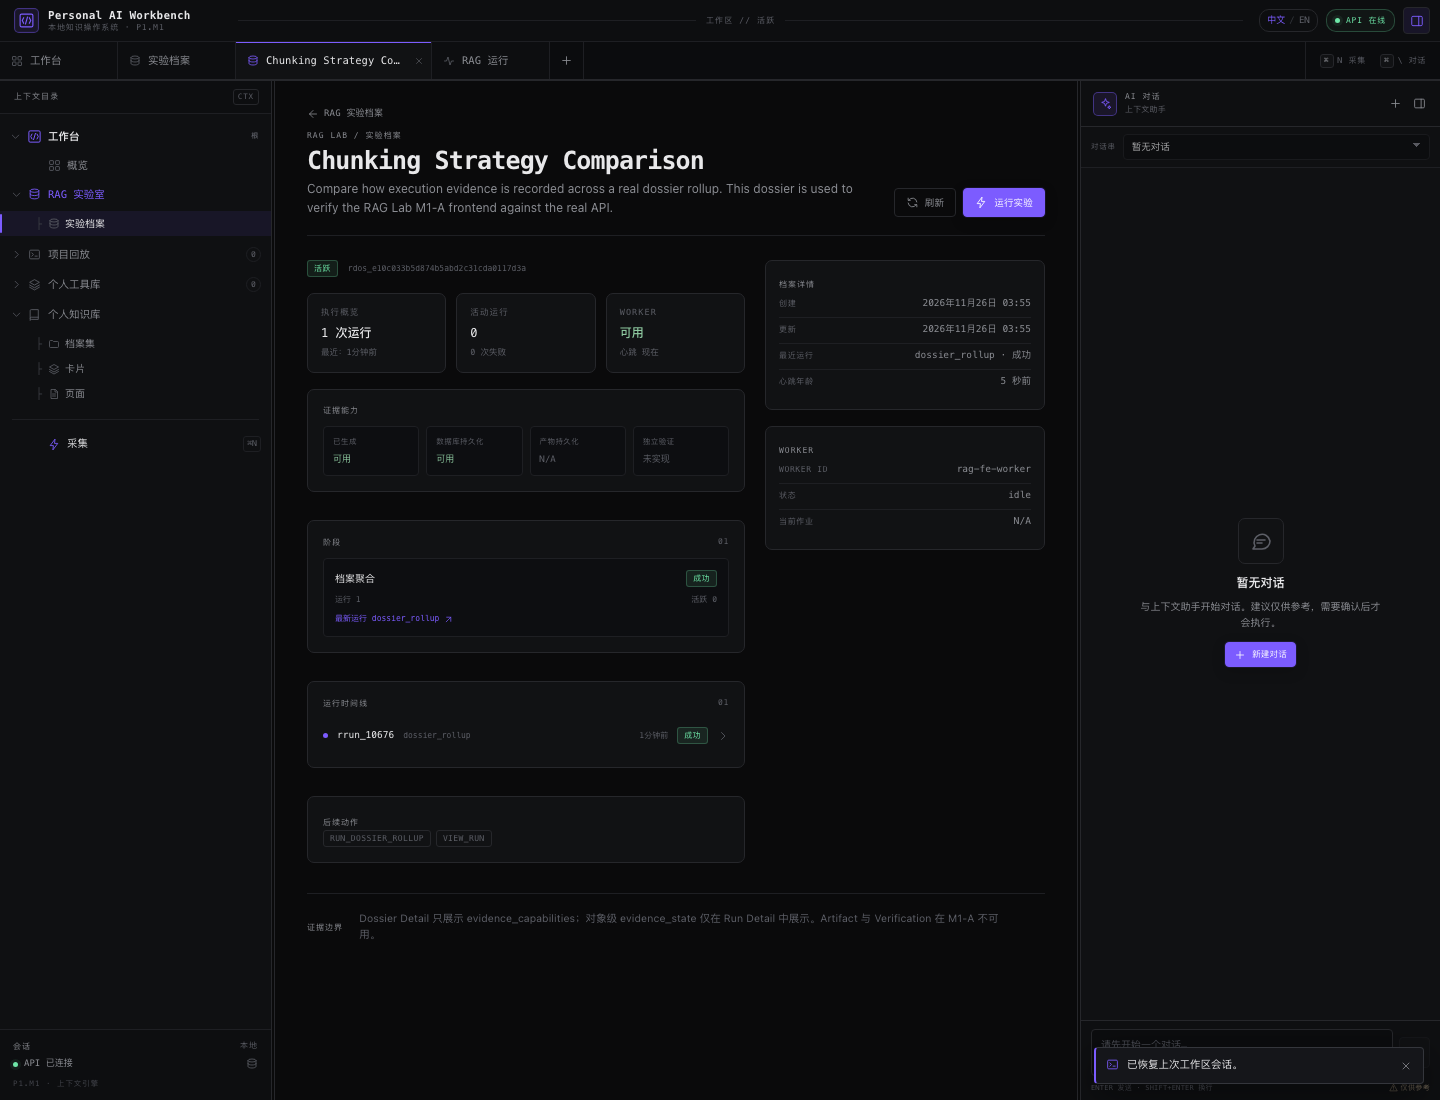 Personal AI Workbench
本地知识操作系统 · P1.M1
工作区 // 活跃
中文 / EN
API 在线
工作台
实验档案
Chunking Strategy Co…
RAG 运行
⌘ N 采集
⌘ \ 对话
上下文目录
CTX
工作台
根
概览
RAG 实验室
实验档案
项目回放
0
个人工具库
0
个人知识库
档案集
卡片
页面
采集
⌘N
会话
本地
API 已连接
P1.M1 · 上下文引擎
RAG 实验档案
RAG LAB / 实验档案
Chunking Strategy Comparison
Compare how execution evidence is recorded across a real dossier rollup. This dossier is used to
verify the RAG Lab M1-A frontend against the real API.
刷新
运行实验
活跃
rdos_e10c033b5d874b5abd2c31cda0117d3a
执行概览
1 次运行
最近: 1分钟前
活动运行
0
0 次失败
WORKER
可用
心跳 现在
证据能力
已生成
可用
数据库持久化
可用
产物持久化
N/A
独立验证
未实现
阶段
01
档案聚合
成功
运行 1
活跃 0
最新运行 dossier_rollup
运行时间线
01
rrun_10676
dossier_rollup
1分钟前
成功
后续动作
RUN_DOSSIER_ROLLUP
VIEW_RUN
证据边界
Dossier Detail 只展示 evidence_capabilities；对象级 evidence_state 仅在 Run Detail 中展示。Artifact 与 Verification 在 M1-A 不可
用。
档案详情
创建
2026年11月26日 03:55
更新
2026年11月26日 03:55
最近运行
dossier_rollup · 成功
心跳年龄
5 秒前
WORKER
WORKER ID
rag-fe-worker
状态
idle
当前作业
N/A
AI 对话
上下文助手
对话串
暂无对话
暂无对话
与上下文助手开始对话。建议仅供参考，需要确认后才
会执行。
新建对话
请先开始一个对话…
已恢复上次工作区会话。
ENTER 发送 · SHIFT+ENTER 换行
仅供参考